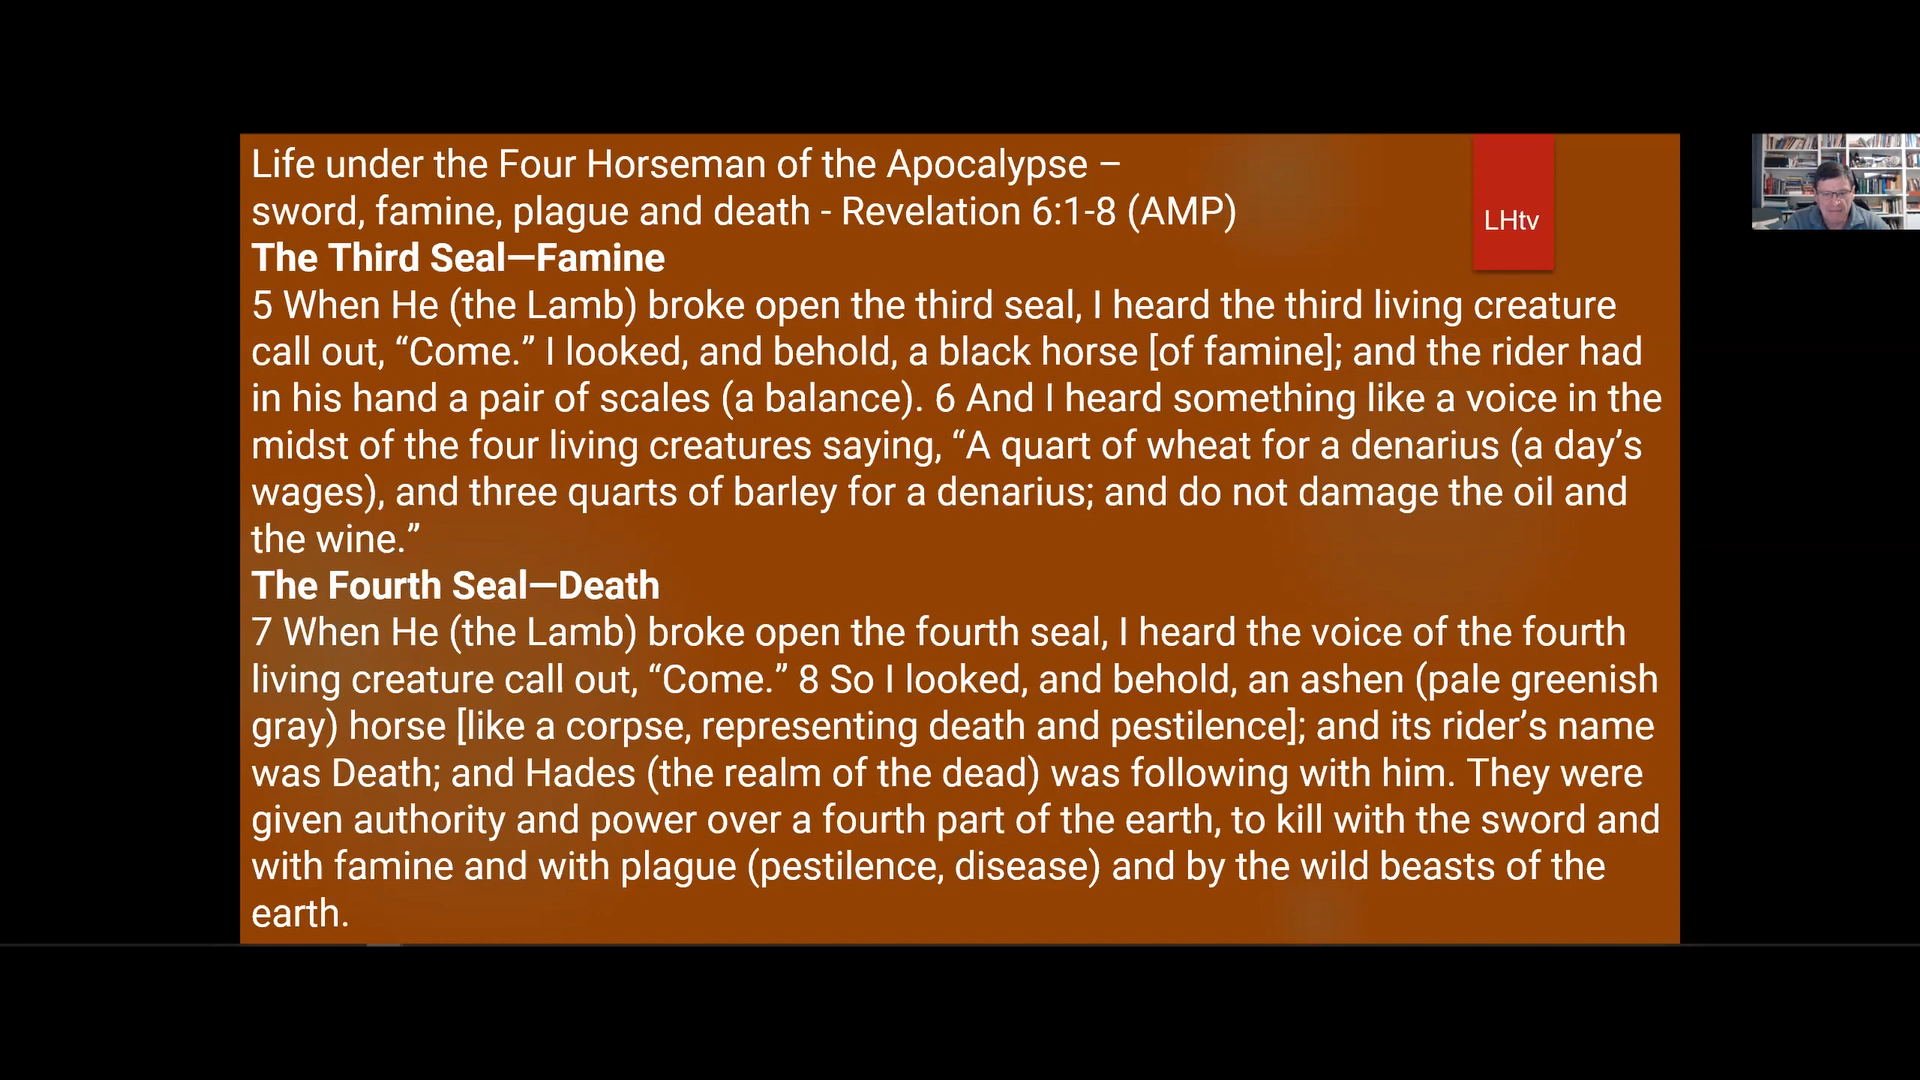 Life under the Four Horseman of the Apocalypse –
sword, famine, plague and death - Revelation 6:1-8 (AMP)
LHtv
The Third Seal—Famine
5 When He (the Lamb) broke open the third seal, I heard the third living creature
call out, “Come.” I looked, and behold, a black horse [of famine]; and the rider had
in his hand a pair of scales (a balance). 6 And I heard something like a voice in the
midst of the four living creatures saying, “A quart of wheat for a denarius (a day’s
wages), and three quarts of barley for a denarius; and do not damage the oil and
the wine.”
The Fourth Seal—Death
7 When He (the Lamb) broke open the fourth seal, I heard the voice of the fourth
living creature call out, “Come.” 8 So I looked, and behold, an ashen (pale greenish
gray) horse [like a corpse, representing death and pestilence]; and its rider’s name
was Death; and Hades (the realm of the dead) was following with him. They were
given authority and power over a fourth part of the earth, to kill with the sword and
with famine and with plague (pestilence, disease) and by the wild beasts of the
earth.